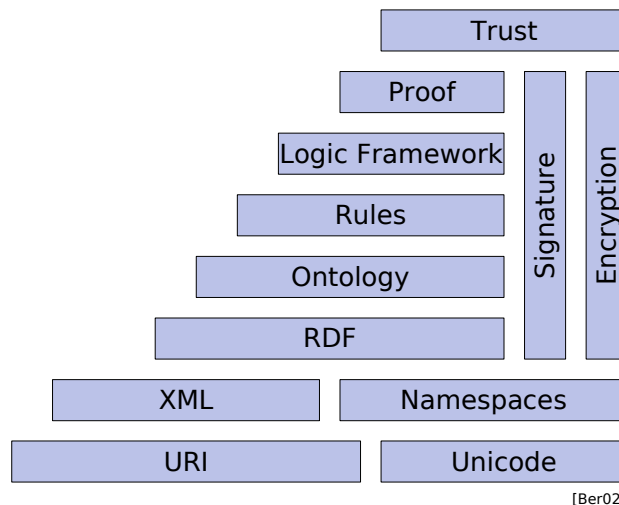 Trust
Proof
Logic Framework
Rules
Ontology
RDF
Signature
Encryption
XML
Namespaces
URI
Unicode
[Ber02